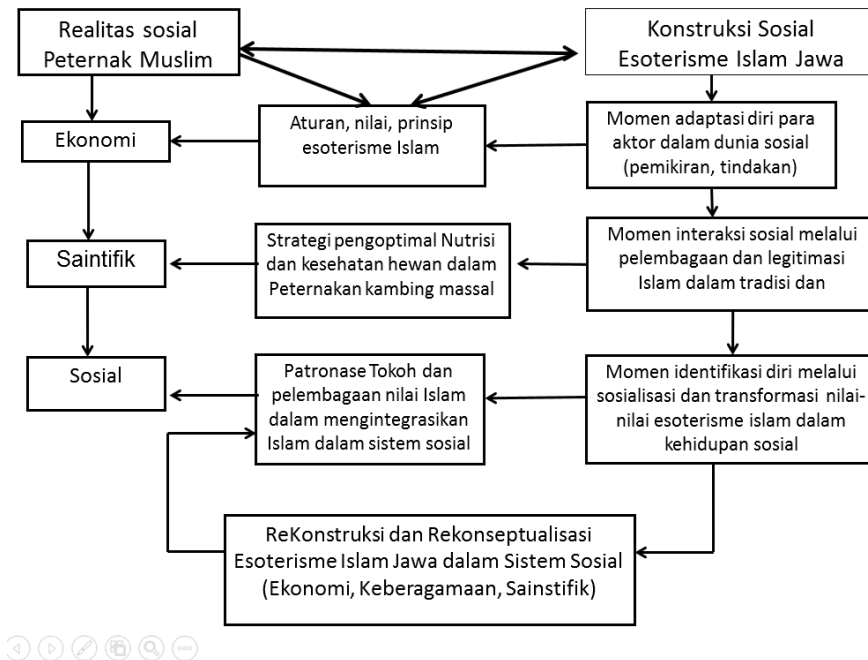 Realitas sosial
Peternak Muslim
Konstruksi Sosial
Esoterisme Islam Jawa
Ekonomi
Aturan, nilai, prinsip
esoterisme Islam
Momen adaptasi diri para
aktor dalam dunia sosial
(pemikiran, tindakan)
Saintifik
Strategi pengoptimal Nutrisi
dan kesehatan hewan dalam
Peternakan kambing massal
Momen interaksi sosial melalui
pelembagaan dan legitimasi
Islam dalam tradisi dan
Sosial
Patronase Tokoh dan
pelembagaan nilai Islam
dalam mengintegrasikan
Islam dalam sistem sosial
Momen identifikasi diri melalui
sosialisasi dan transformasi nilai-
nilai esoterisme islam dalam
kehidupan sosial
ReKonstruksi dan Rekonseptualisasi
Esoterisme Islam Jawa dalam Sistem Sosial
(Ekonomi, Keberagamaan, Sainstifik)